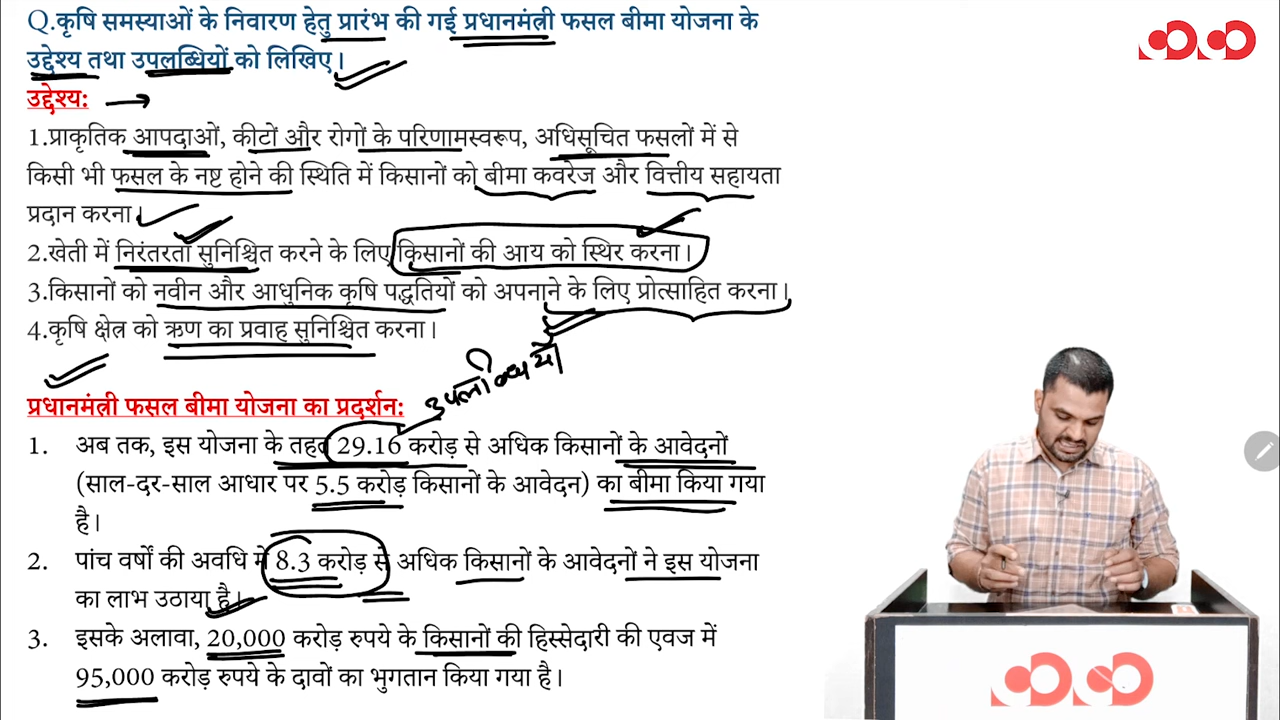 Q.कृषि समस्याओं के निवारण हेतु प्रारंभ की गई प्रधानमंत्री फसल बीमा योजना के
उद्देश्य तथा उपलब्धियों को लिखिए।
उद्देश्य:
1.प्राकृतिक आपदाओं, कीटों और रोगों के परिणामस्वरूप, अधिसूचित फसलों में से
किसी भी फसल के नष्ट होने की स्थिति में किसानों को बीमा कवरेज और वित्तीय सहायता
प्रदान करना।
2.खेती में निरंतरता सुनिश्चित करने के लिए किसानों की आय को स्थिर करना।
3.किसानों को नवीन और आधुनिक कृषि पद्धतियों को अपनाने के लिए प्रोत्साहित करना।
4.कृषि क्षेत्र को ऋण का प्रवाह सुनिश्चित करना।
उपलब्धियां
प्रधानमंत्री फसल बीमा योजना का प्रदर्शन:
1. अब तक, इस योजना के तहत 29.16 करोड़ से अधिक किसानों के आवेदनों
(साल-दर-साल आधार पर 5.5 करोड़ किसानों के आवेदन) का बीमा किया गया
है।
2. पांच वर्षों की अवधि में 8.3 करोड़ से अधिक किसानों के आवेदनों ने इस योजना
का लाभ उठाया है।
3. इसके अलावा, 20,000 करोड़ रुपये के किसानों की हिस्सेदारी की एवज में
95,000 करोड़ रुपये के दावों का भुगतान किया गया है।